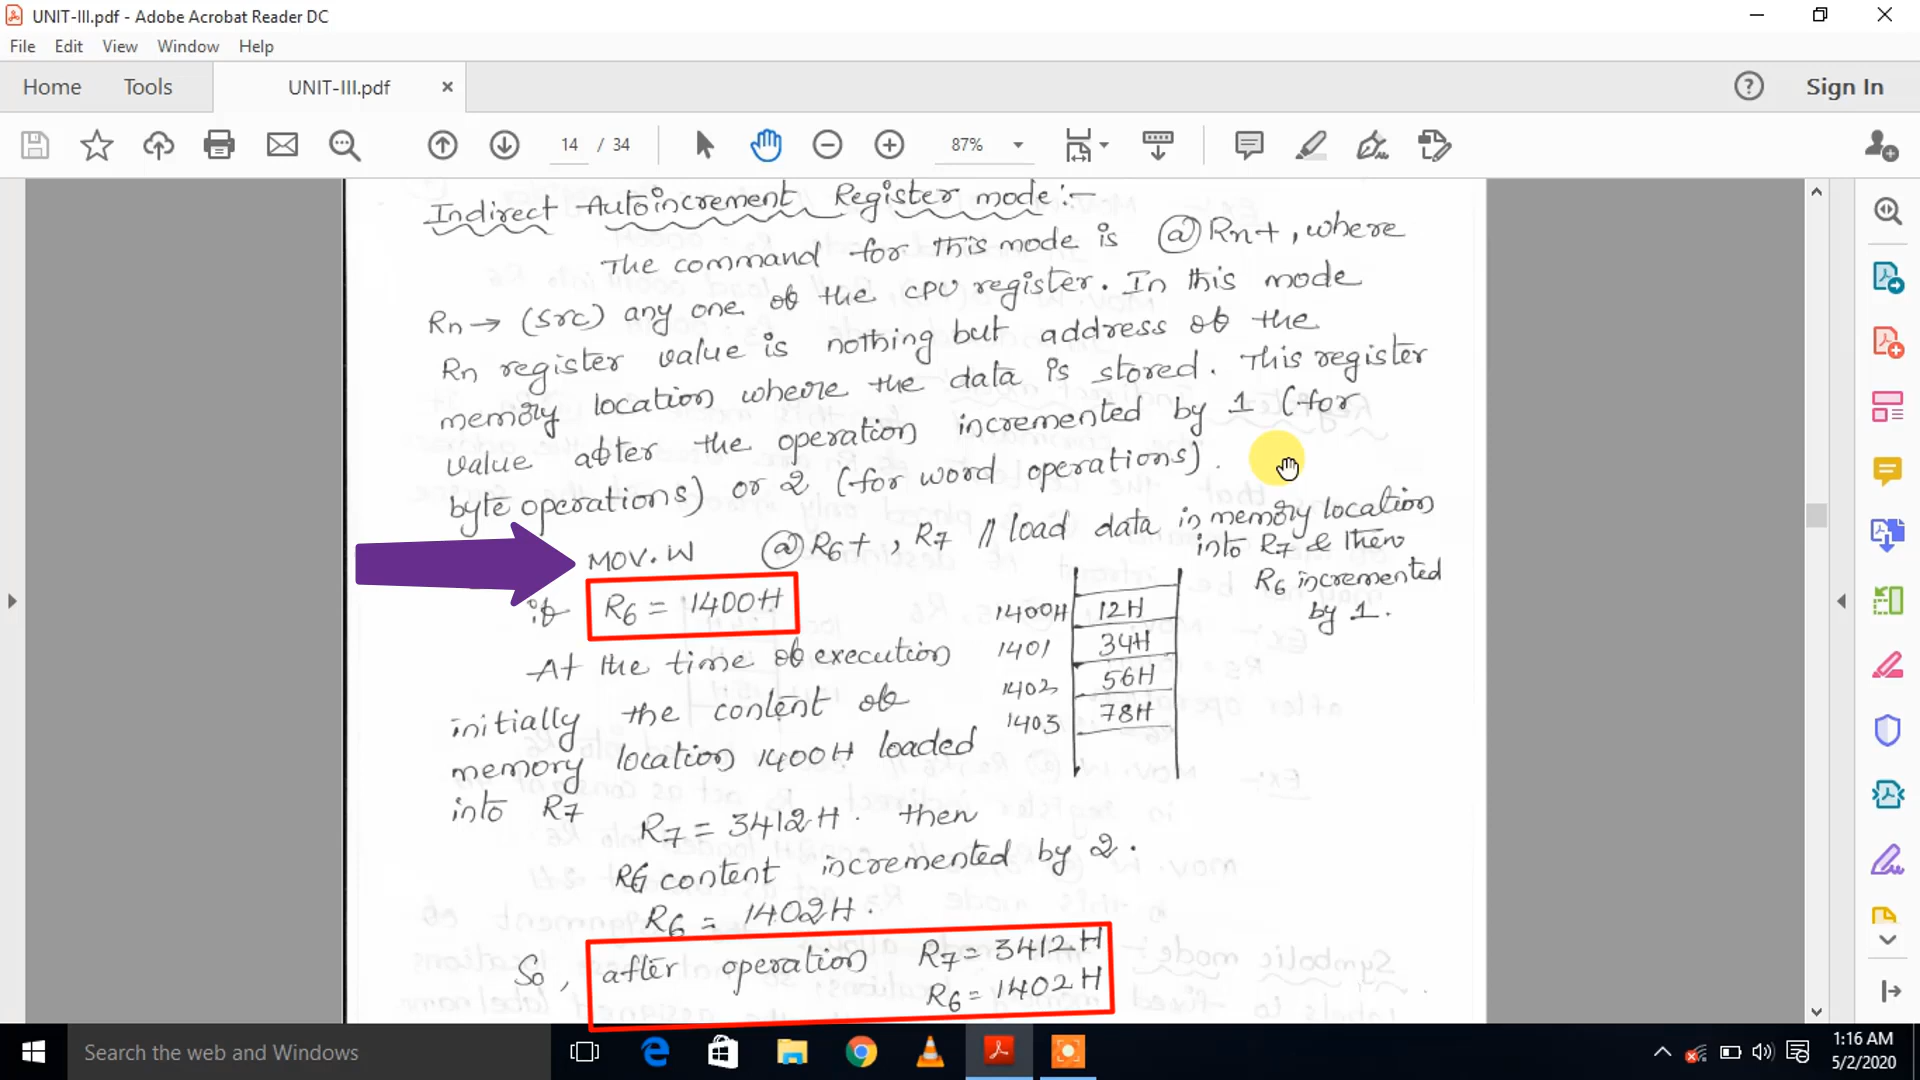 UNIT-III.pdf - Adobe Acrobat Reader DC
File Edit View Window Help
Home Tools UNIT-III.pdf × Sign In
14 / 34 87%
Indirect Autoincrement Register mode :-
The command for this mode is @Rn+, where
Rn → (src) any one of the CPU register. In this mode
Rn register value is nothing but address of the
memory location where the data is stored. This register
value after the operation incremented by 1 (for
byte operations) or 2 (for word operations).
MOV.W @R6+, R7 // load data in memory location
into R7 & then
R6 incremented
by 1.
if R6 = 1400H
1400H 12H
1401 34H
1402 56H
1403 78H
At the time of execution
initially the content of
memory location 1400H loaded
into R7
R7 = 3412H. then
R6 content incremented by 2.
R6 = 1402H.
So, after operation R7 = 3412H
R6 = 1402H
Search the web and Windows
1:16 AM
5/2/2020